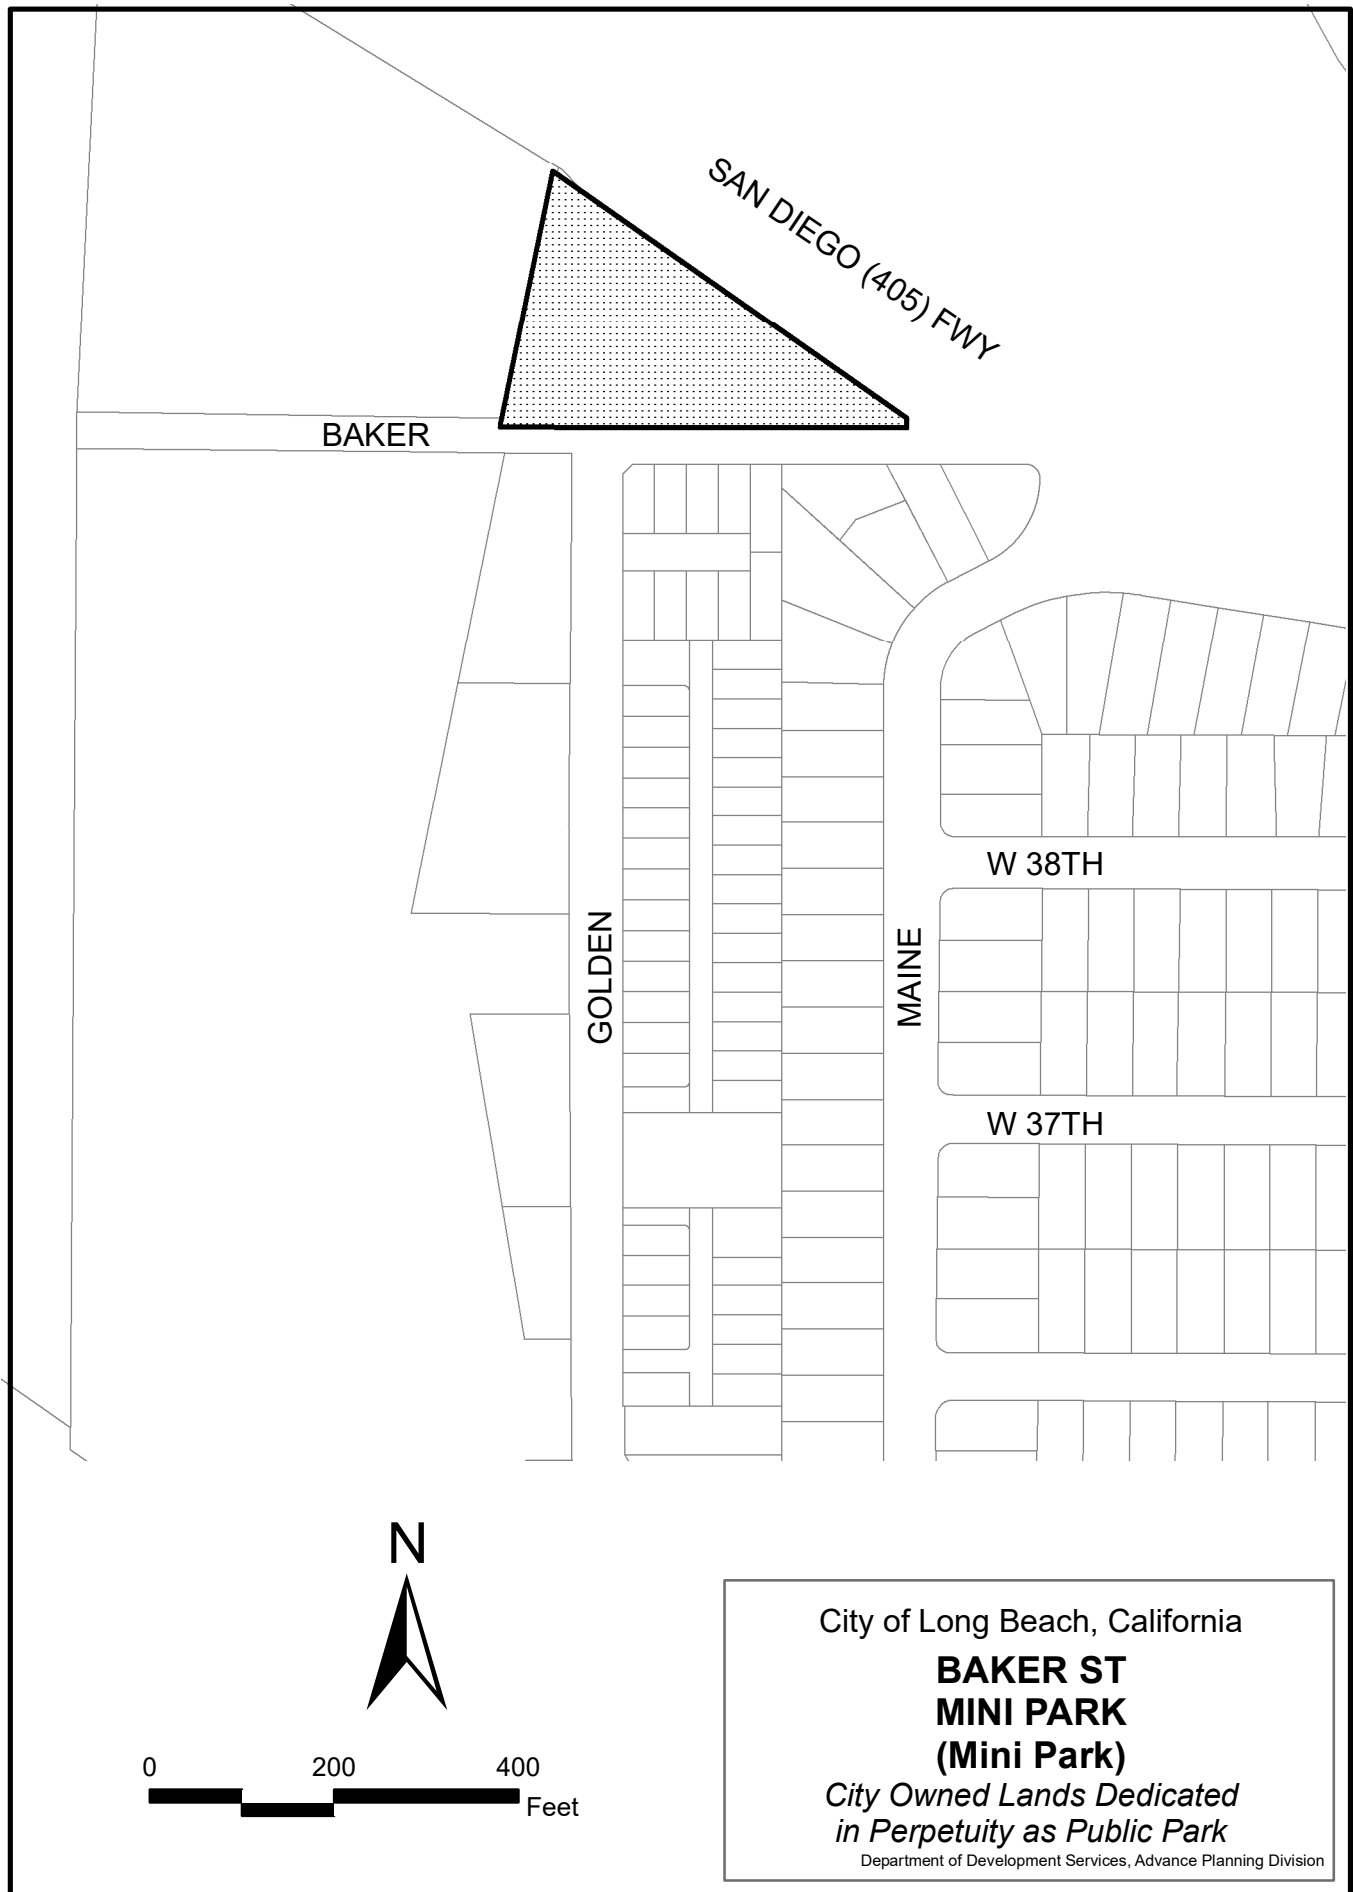 SAN DIEGO (405) FWY
BAKER
W 38TH
GOLDEN
MAINE
W 37TH
N
0 200 400
Feet
City of Long Beach, California
BAKER ST
MINI PARK
(Mini Park)
City Owned Lands Dedicated
in Perpetuity as Public Park
Department of Development Services, Advance Planning Division